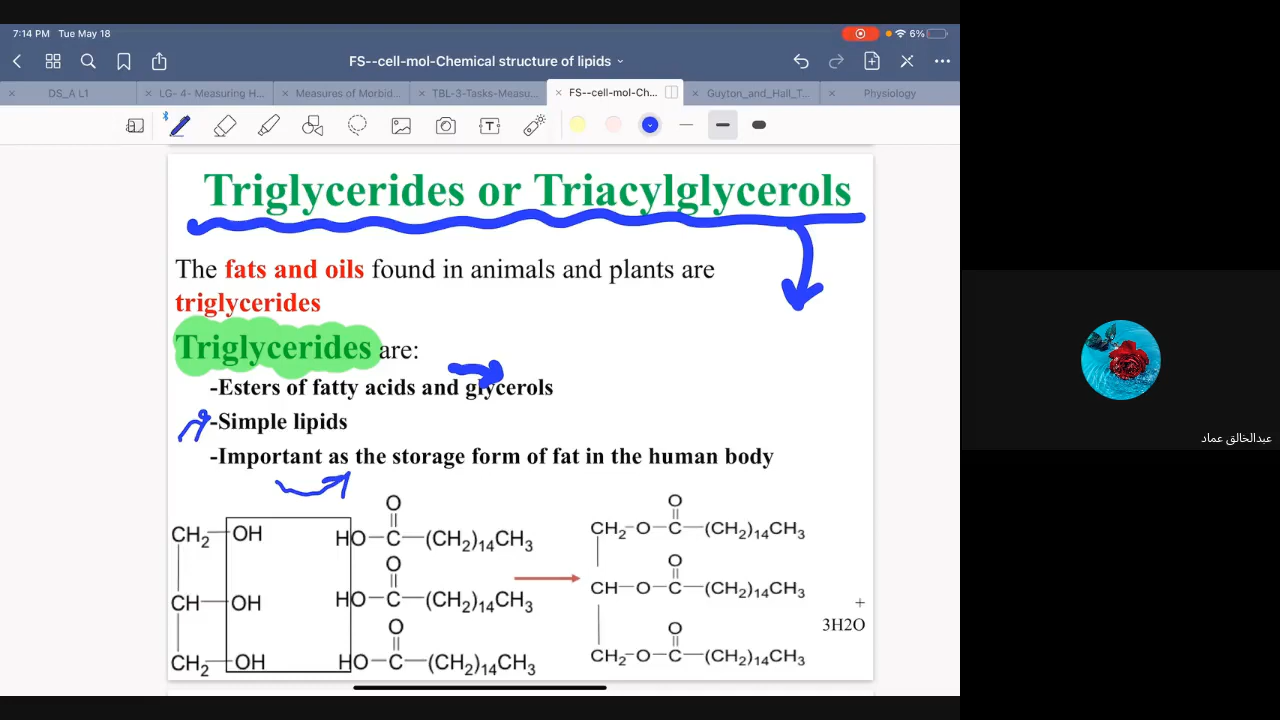 7:14 PM Tue May 18
6%
FS--cell-mol-Chemical structure of lipids
DS_A L1
LG- 4- Measuring H...
Measures of Morbid...
TBL-3-Tasks-Measu...
FS--cell-mol-Ch...
Guyton_and_Hall_T...
Physiology
Triglycerides or Triacylglycerols
The fats and oils found in animals and plants are
triglycerides
Triglycerides are:
-Esters of fatty acids and glycerols
-Simple lipids
-Important as the storage form of fat in the human body
O O
CH₂—OH HO—C—(CH₂)₁₄CH₃ CH₂—O—C—(CH₂)₁₄CH₃
O O
CH—OH HO—C—(CH₂)₁₄CH₃ CH—O—C—(CH₂)₁₄CH₃
+
3H2O
O O
CH₂—OH HO—C—(CH₂)₁₄CH₃ CH₂—O—C—(CH₂)₁₄CH₃
عبدالخالق عماد